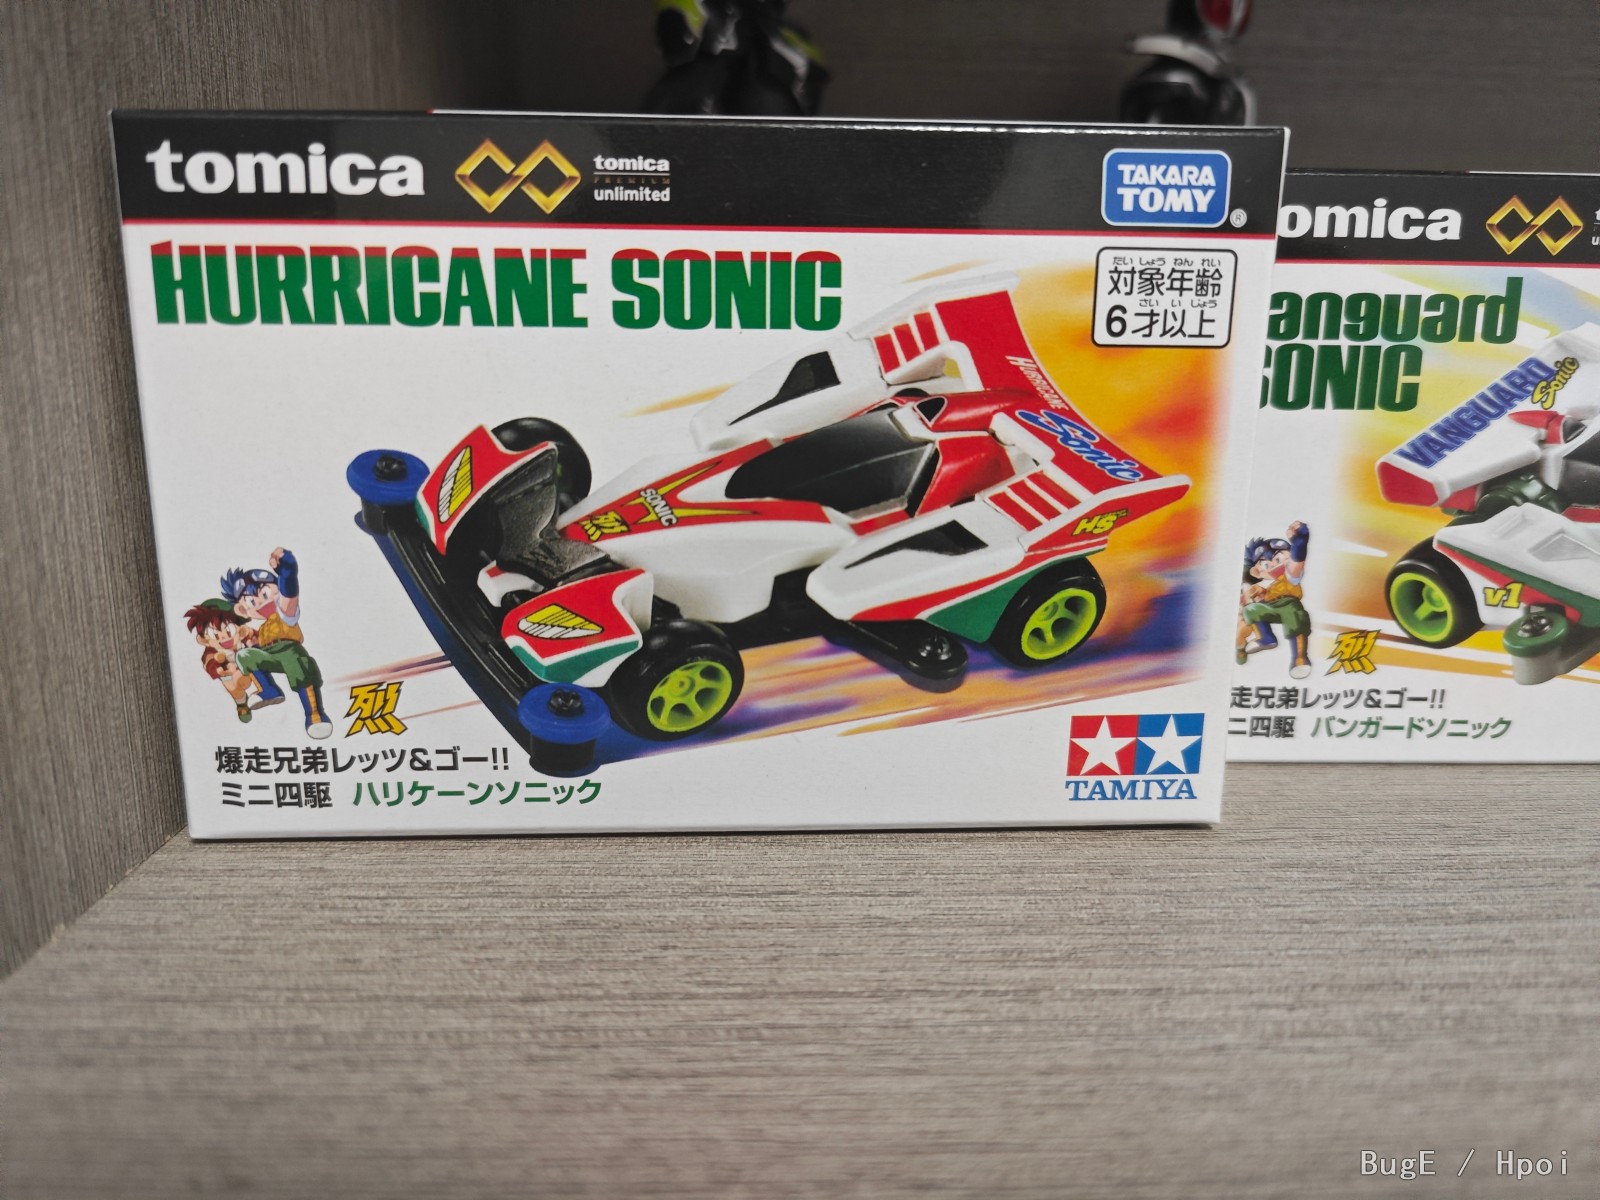 tomica
tomica
PREMIUM
unlimited
TAKARA
TOMY
®
HURRICANE SONIC
たいしょうねんれい
対象年齢
さいいじょう
6才以上
HURRICANE
Sonic
SONIC
烈
HS
烈
爆走兄弟レッツ&ゴー!!
ミニ四駆 ハリケーンソニック
TAMIYA
omica
anguard
SONIC
VANGUARD
Sonic
v1
烈
走兄弟レッツ&ゴー!!
ニ四駆 バンガードソニック
BugE / Hpoi